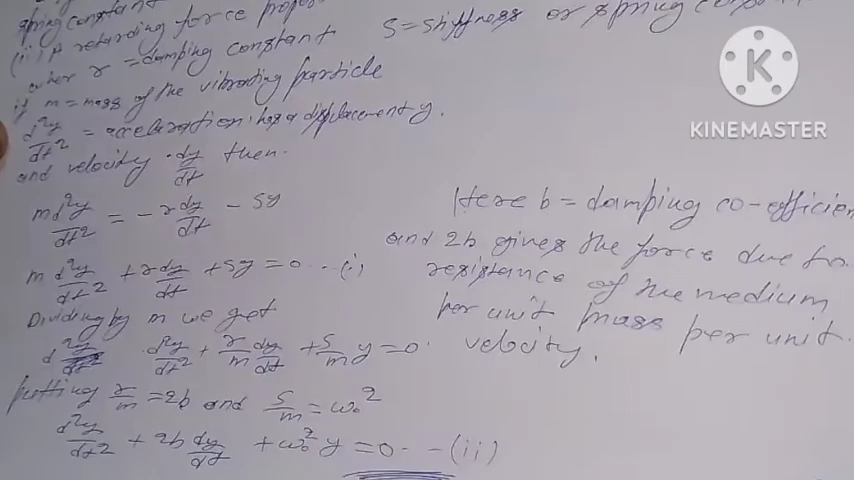 spring constant
(ii) A retarding force propo
S = stiffness or spring cons
where r = damping constant
if m = mass of the vibrating particle
d²y/dt² = acceleration. has a displacement y.
and velocity dy/dt then.
m d²y/dt² = - r dy/dt - Sy
m d²y/dt² + r dy/dt + Sy = 0 -- (i)
Dividing by m we get
d²y/dt² + r/m dy/dt + S/m y = 0.
putting r/m = 2b and S/m = ω₀²
d²y/dt² + 2b dy/dt + ω₀² y = 0 -- (ii)
Here b = damping co-efficien
and 2b gives the force due to
resistance of the medium
per unit mass per unit
velocity.
K
KINEMASTER